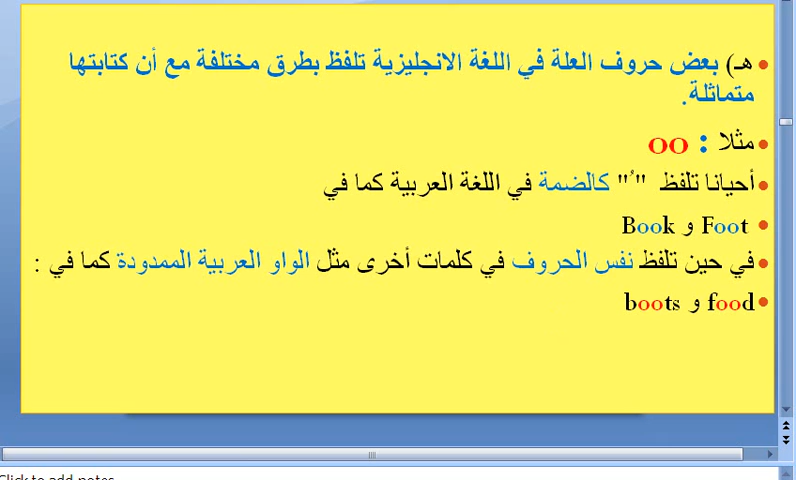 هـ) بعض حروف العلة في اللغة الانجليزية تلفظ بطرق مختلفة مع أن كتابتها
متماثلة.
مثلا : oo
أحيانا تلفظ "ُ" كالضمة في اللغة العربية كما في
Foot و Book
في حين تلفظ نفس الحروف في كلمات أخرى مثل الواو العربية الممدودة كما في :
food و boots
Click to add notes